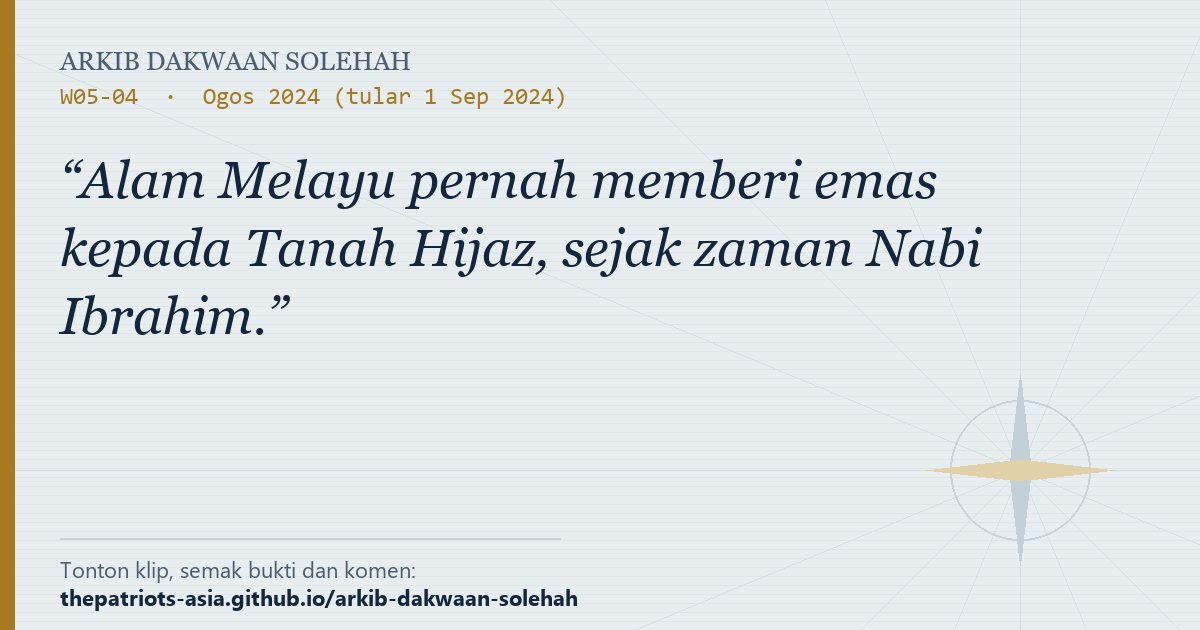 ARKIB DAKWAAN SOLEHAH
W05-04 · Ogos 2024 (tular 1 Sep 2024)
“Alam Melayu pernah memberi emas
kepada Tanah Hijaz, sejak zaman Nabi
Ibrahim.”
Tonton klip, semak bukti dan komen:
thepatriots-asia.github.io/arkib-dakwaan-solehah